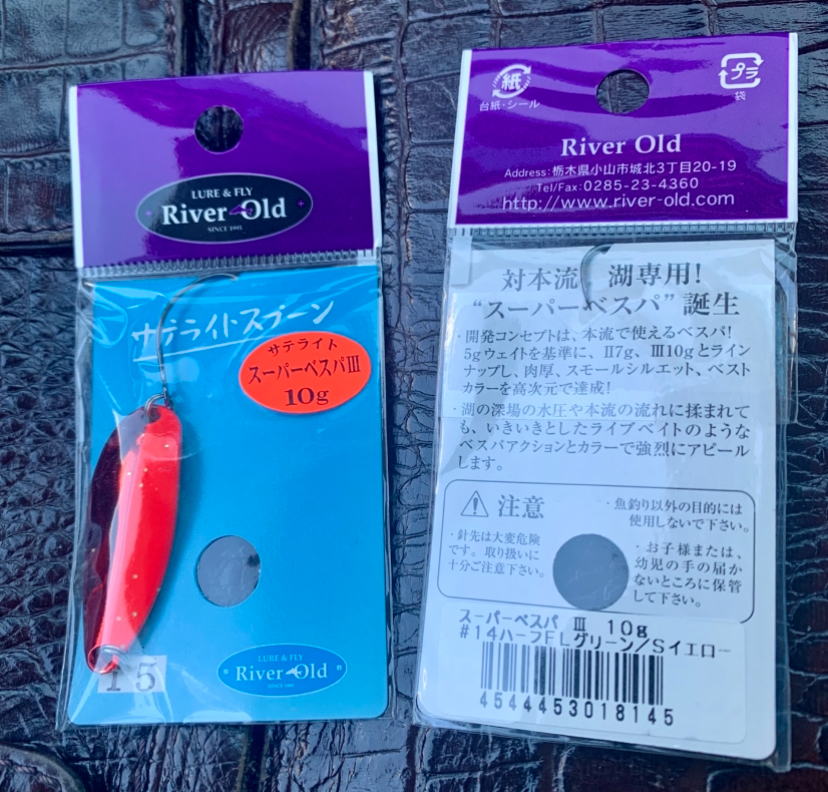 LURE & FLY
River Old
SINCE 1991
サテライトスプーン
サテライト
スーパーベスパⅢ
10g
15
LURE & FLY
River Old
SINCE 1991
紙
台紙・シール
プラ
袋
River Old
Address:栃木県小山市城北3丁目20-19
Tel/Fax:0285-23-4360
http://www.river-old.com
対本流 湖専用!
“スーパーベスパ”誕生
・開発コンセプトは、本流で使えるベスパ!
5gウェイトを基準に、Ⅱ7g、Ⅲ10gとライン
ナップし、肉厚、スモールシルエット、ベスト
カラーを高次元で達成!
・湖の深場の水圧や本流の流れに揉まれて
も、いきいきとしたライブベイトのような
ベスパアクションとカラーで強烈にアピール
します。
注意
・針先は大変危険
です。取り扱いに
十分ご注意下さい。
・魚釣り以外の目的には
使用しないで下さい。
・お子様または、
幼児の手の届か
ないところに保管
して下さい。
スーパーベスパ Ⅲ 10g
#14ハーフFLグリーン/Sイエロー
4544453018145